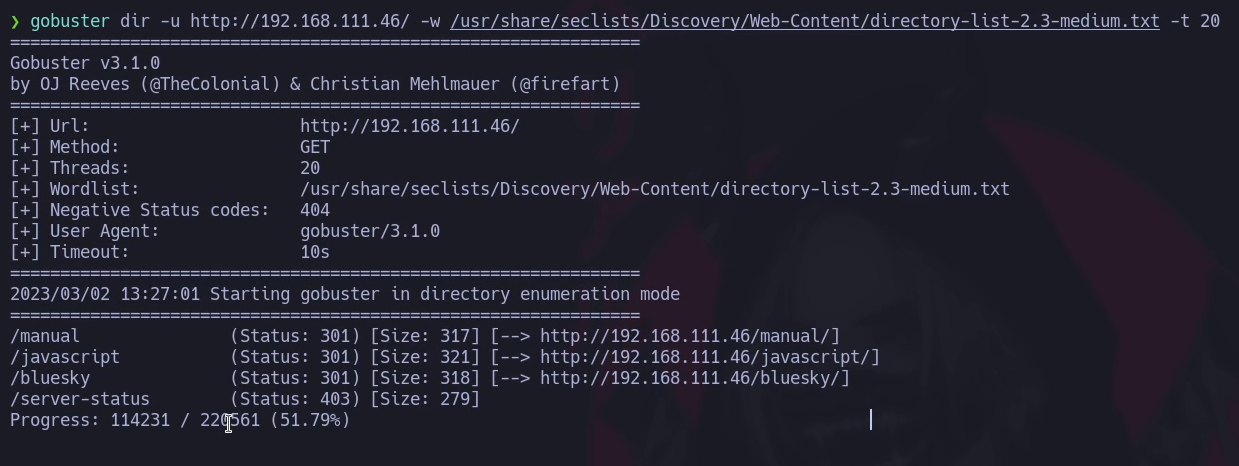 ❯ gobuster dir -u http://192.168.111.46/ -w /usr/share/seclists/Discovery/Web-Content/directory-list-2.3-medium.txt -t 20
===============================================================
Gobuster v3.1.0
by OJ Reeves (@TheColonial) & Christian Mehlmauer (@firefart)
===============================================================
[+] Url:                     http://192.168.111.46/
[+] Method:                  GET
[+] Threads:                 20
[+] Wordlist:                /usr/share/seclists/Discovery/Web-Content/directory-list-2.3-medium.txt
[+] Negative Status codes:   404
[+] User Agent:              gobuster/3.1.0
[+] Timeout:                 10s
===============================================================
2023/03/02 13:27:01 Starting gobuster in directory enumeration mode
===============================================================
/manual               (Status: 301) [Size: 317] [--> http://192.168.111.46/manual/]
/javascript           (Status: 301) [Size: 321] [--> http://192.168.111.46/javascript/]
/bluesky              (Status: 301) [Size: 318] [--> http://192.168.111.46/bluesky/]
/server-status        (Status: 403) [Size: 279]
Progress: 114231 / 220561 (51.79%)